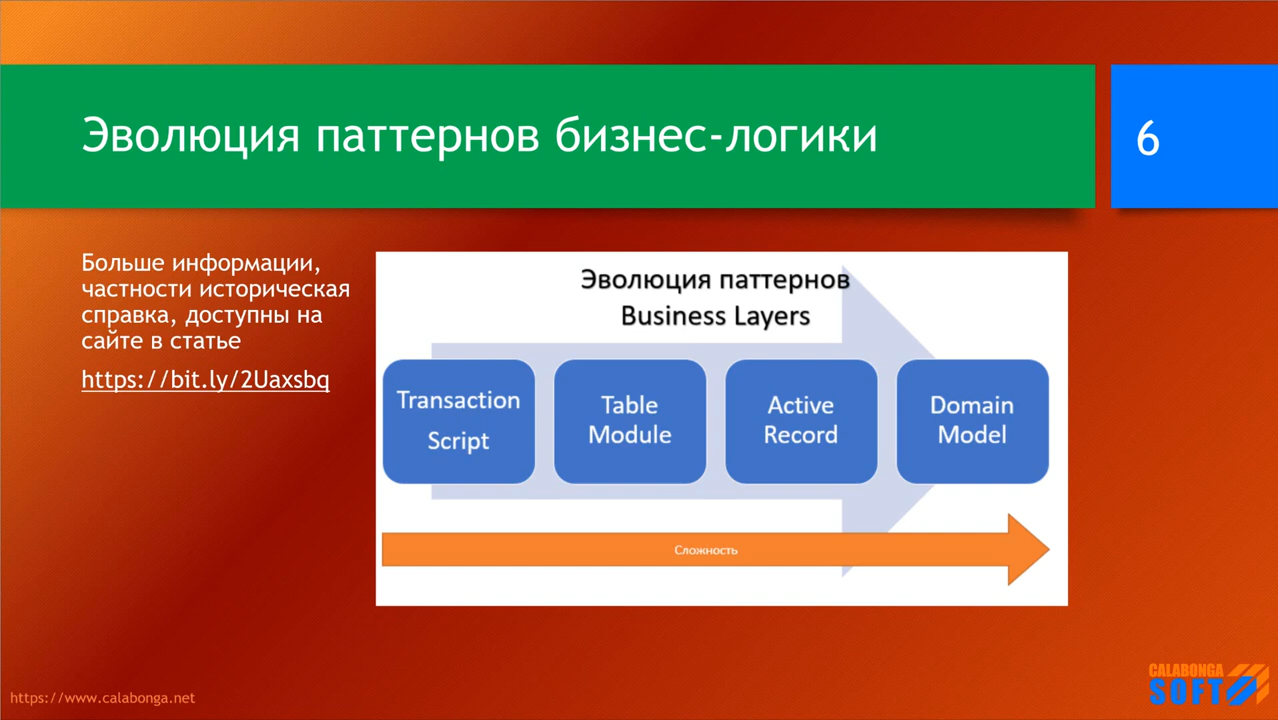 Эволюция паттернов бизнес-логики
6
Больше информации,
частности историческая
справка, доступны на
сайте в статье
https://bit.ly/2Uaxsbq
Эволюция паттернов
Business Layers
Transaction
Script
Table
Module
Active
Record
Domain
Model
Сложность
https://www.calabonga.net
CALABONGA
SOFT